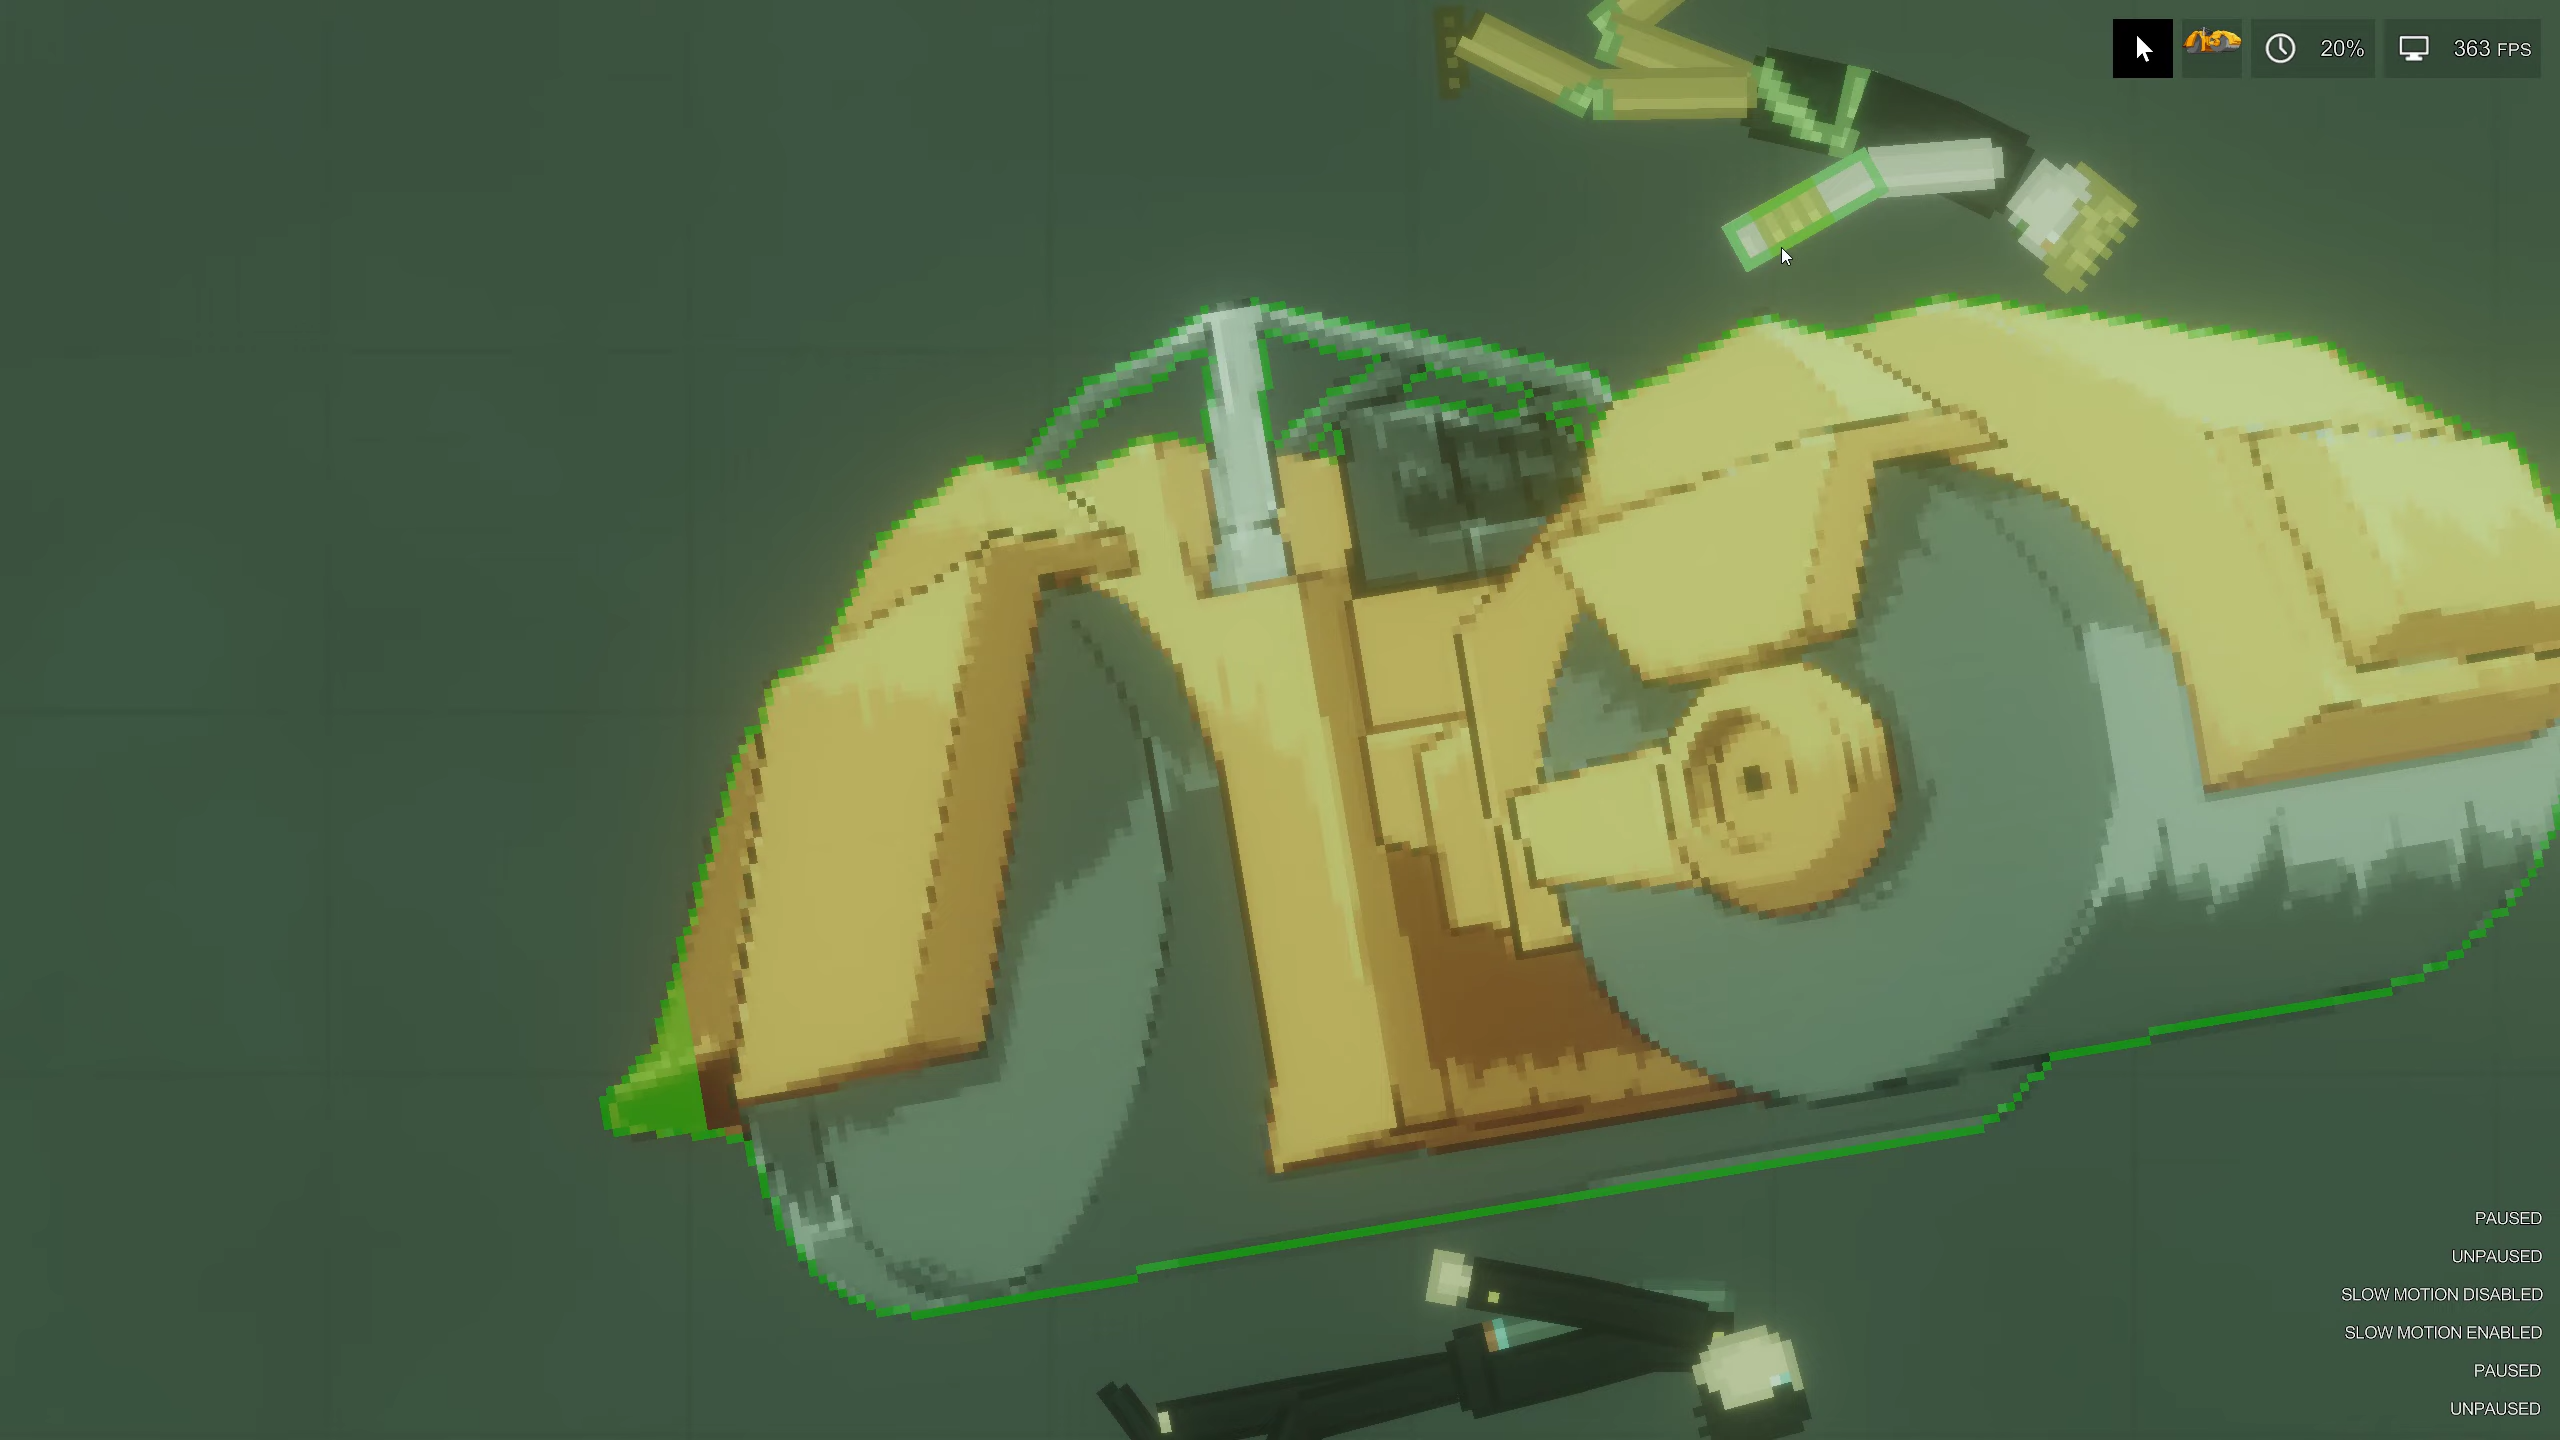 20%
363 FPS
PAUSED
UNPAUSED
SLOW MOTION DISABLED
SLOW MOTION ENABLED
PAUSED
UNPAUSED